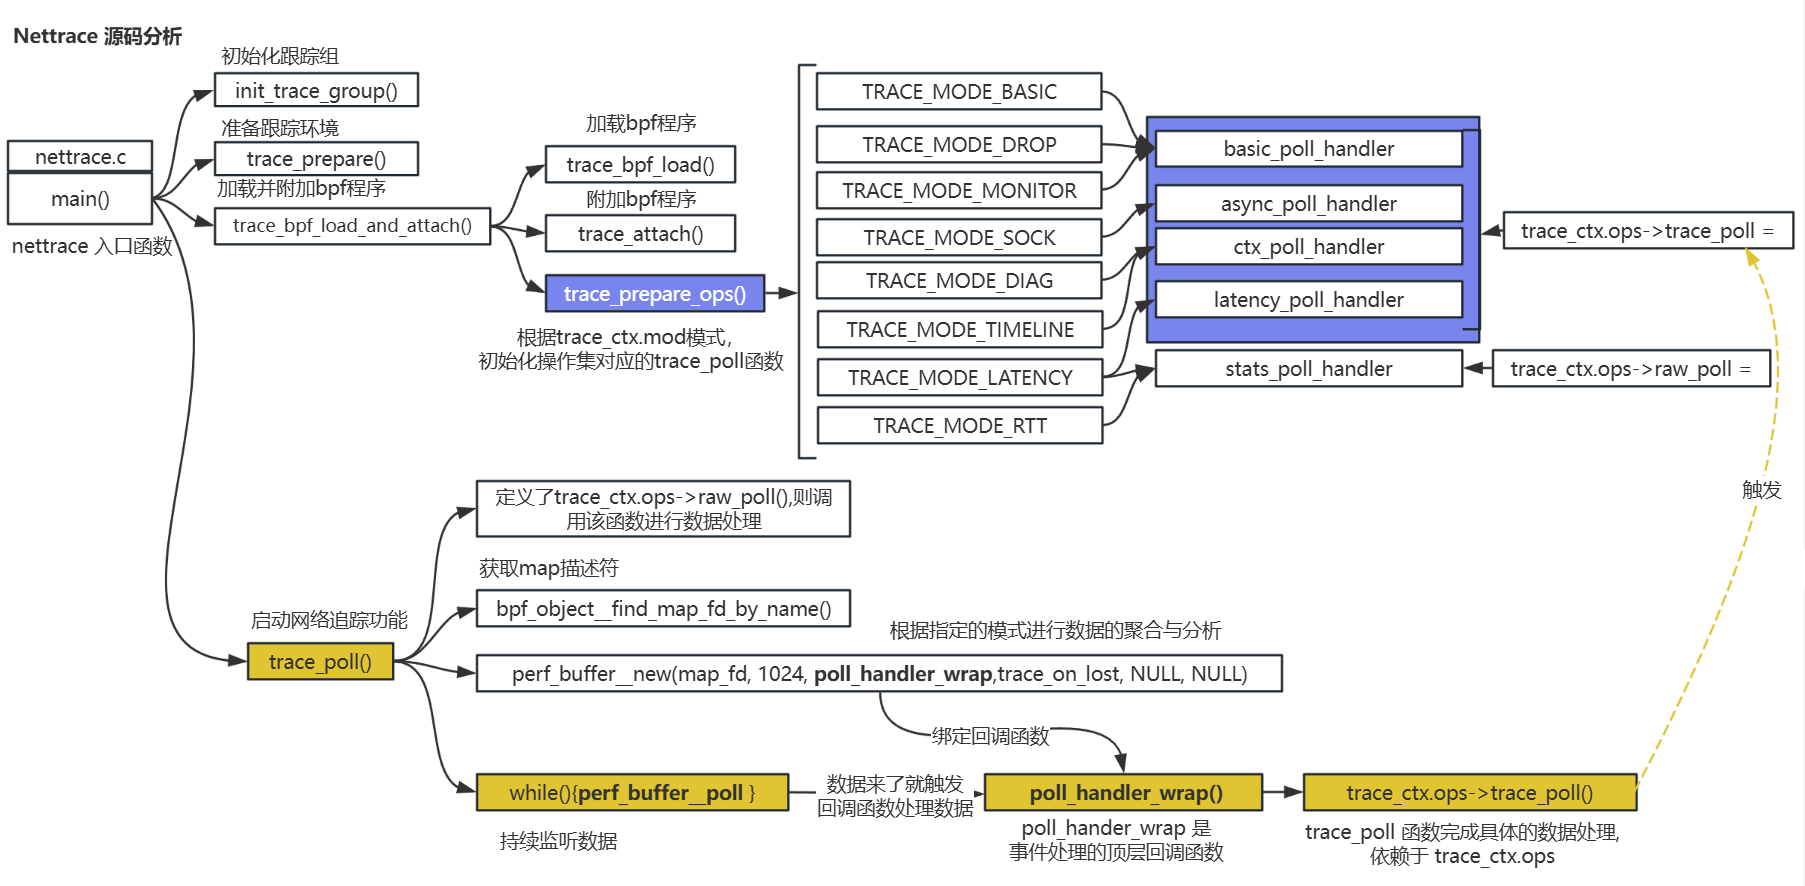 Nettrace 源码分析
初始化跟踪组
init_trace_group()
准备跟踪环境
trace_prepare()
加载并附加bpf程序
trace_bpf_load_and_attach()
nettrace.c
main()
nettrace 入口函数
加载bpf程序
trace_bpf_load()
附加bpf程序
trace_attach()
trace_prepare_ops()
根据trace_ctx.mod模式，
初始化操作集对应的trace_poll函数
TRACE_MODE_BASIC
TRACE_MODE_DROP
TRACE_MODE_MONITOR
TRACE_MODE_SOCK
TRACE_MODE_DIAG
TRACE_MODE_TIMELINE
TRACE_MODE_LATENCY
TRACE_MODE_RTT
basic_poll_handler
async_poll_handler
ctx_poll_handler
latency_poll_handler
stats_poll_handler
trace_ctx.ops->trace_poll =
trace_ctx.ops->raw_poll =
触发
定义了trace_ctx.ops->raw_poll(),则调
用该函数进行数据处理
获取map描述符
bpf_object__find_map_fd_by_name()
启动网络追踪功能
trace_poll()
根据指定的模式进行数据的聚合与分析
perf_buffer__new(map_fd, 1024, poll_handler_wrap,trace_on_lost, NULL, NULL)
绑定回调函数
while(){perf_buffer__poll }
持续监听数据
数据来了就触发
回调函数处理数据
poll_handler_wrap()
poll_hander_wrap 是
事件处理的顶层回调函数
trace_ctx.ops->trace_poll()
trace_poll 函数完成具体的数据处理,
依赖于 trace_ctx.ops